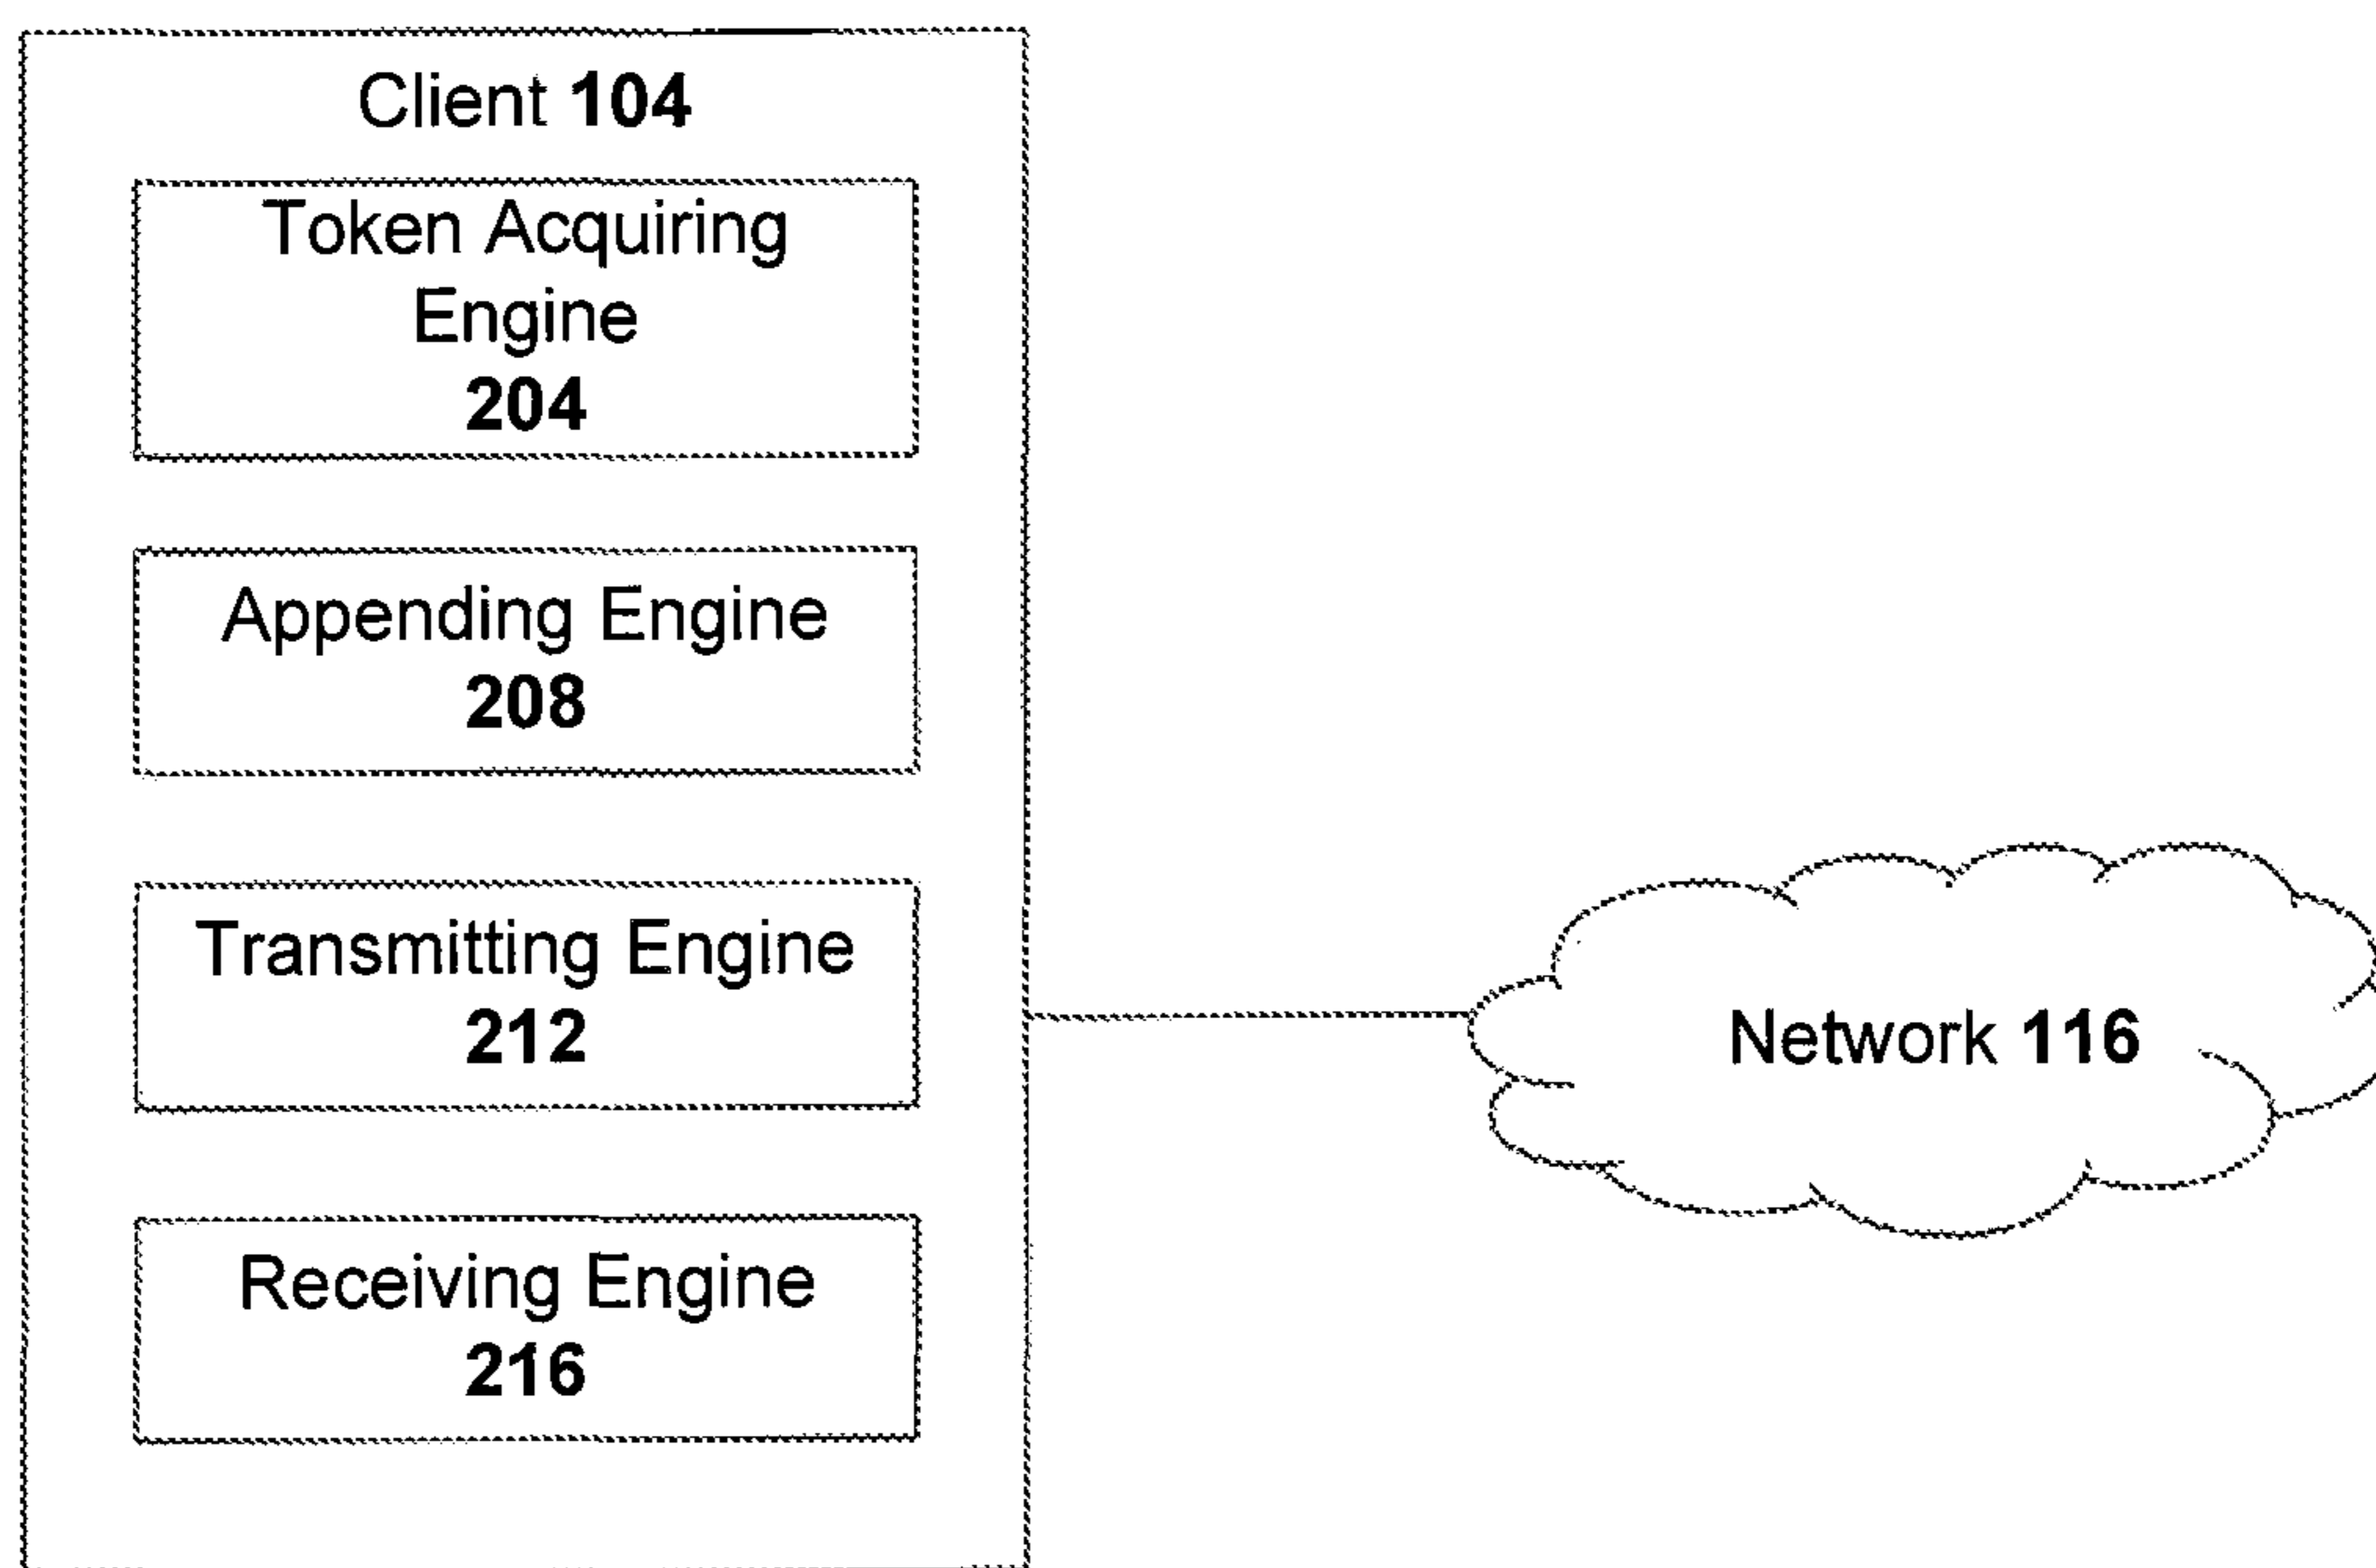 Client 104
Token Acquiring
Engine
204
Appending Engine
208
Transmitting Engine
212
Receiving Engine
216
Network 116